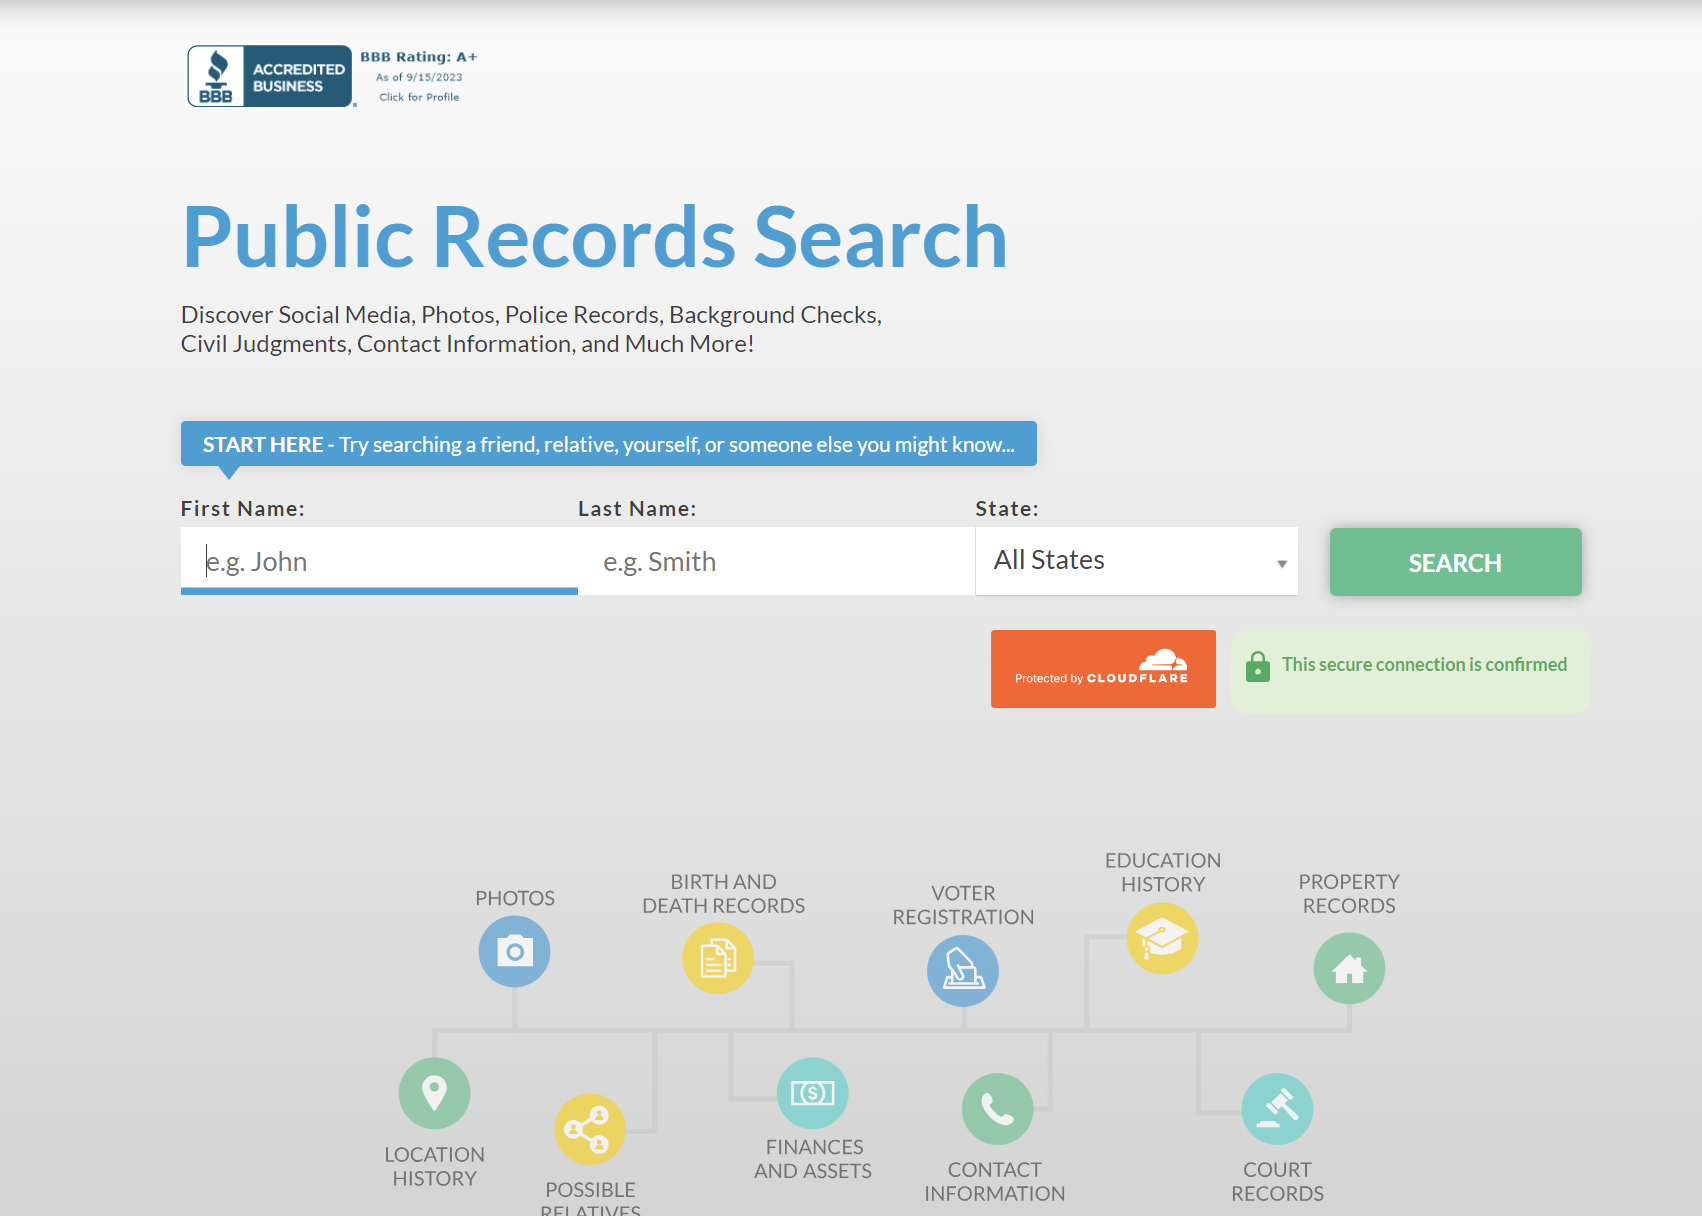 BBB
ACCREDITED
BUSINESS
BBB Rating: A+
As of 9/15/2023
Click for Profile
Public Records Search
Discover Social Media, Photos, Police Records, Background Checks,
Civil Judgments, Contact Information, and Much More!
START HERE - Try searching a friend, relative, yourself, or someone else you might know...
First Name:
Last Name:
State:
e.g. John
e.g. Smith
All States
SEARCH
Protected by CLOUDFLARE
This secure connection is confirmed
PHOTOS
BIRTH AND
DEATH RECORDS
VOTER
REGISTRATION
EDUCATION
HISTORY
PROPERTY
RECORDS
LOCATION
HISTORY
POSSIBLE
RELATIVES
FINANCES
AND ASSETS
CONTACT
INFORMATION
COURT
RECORDS